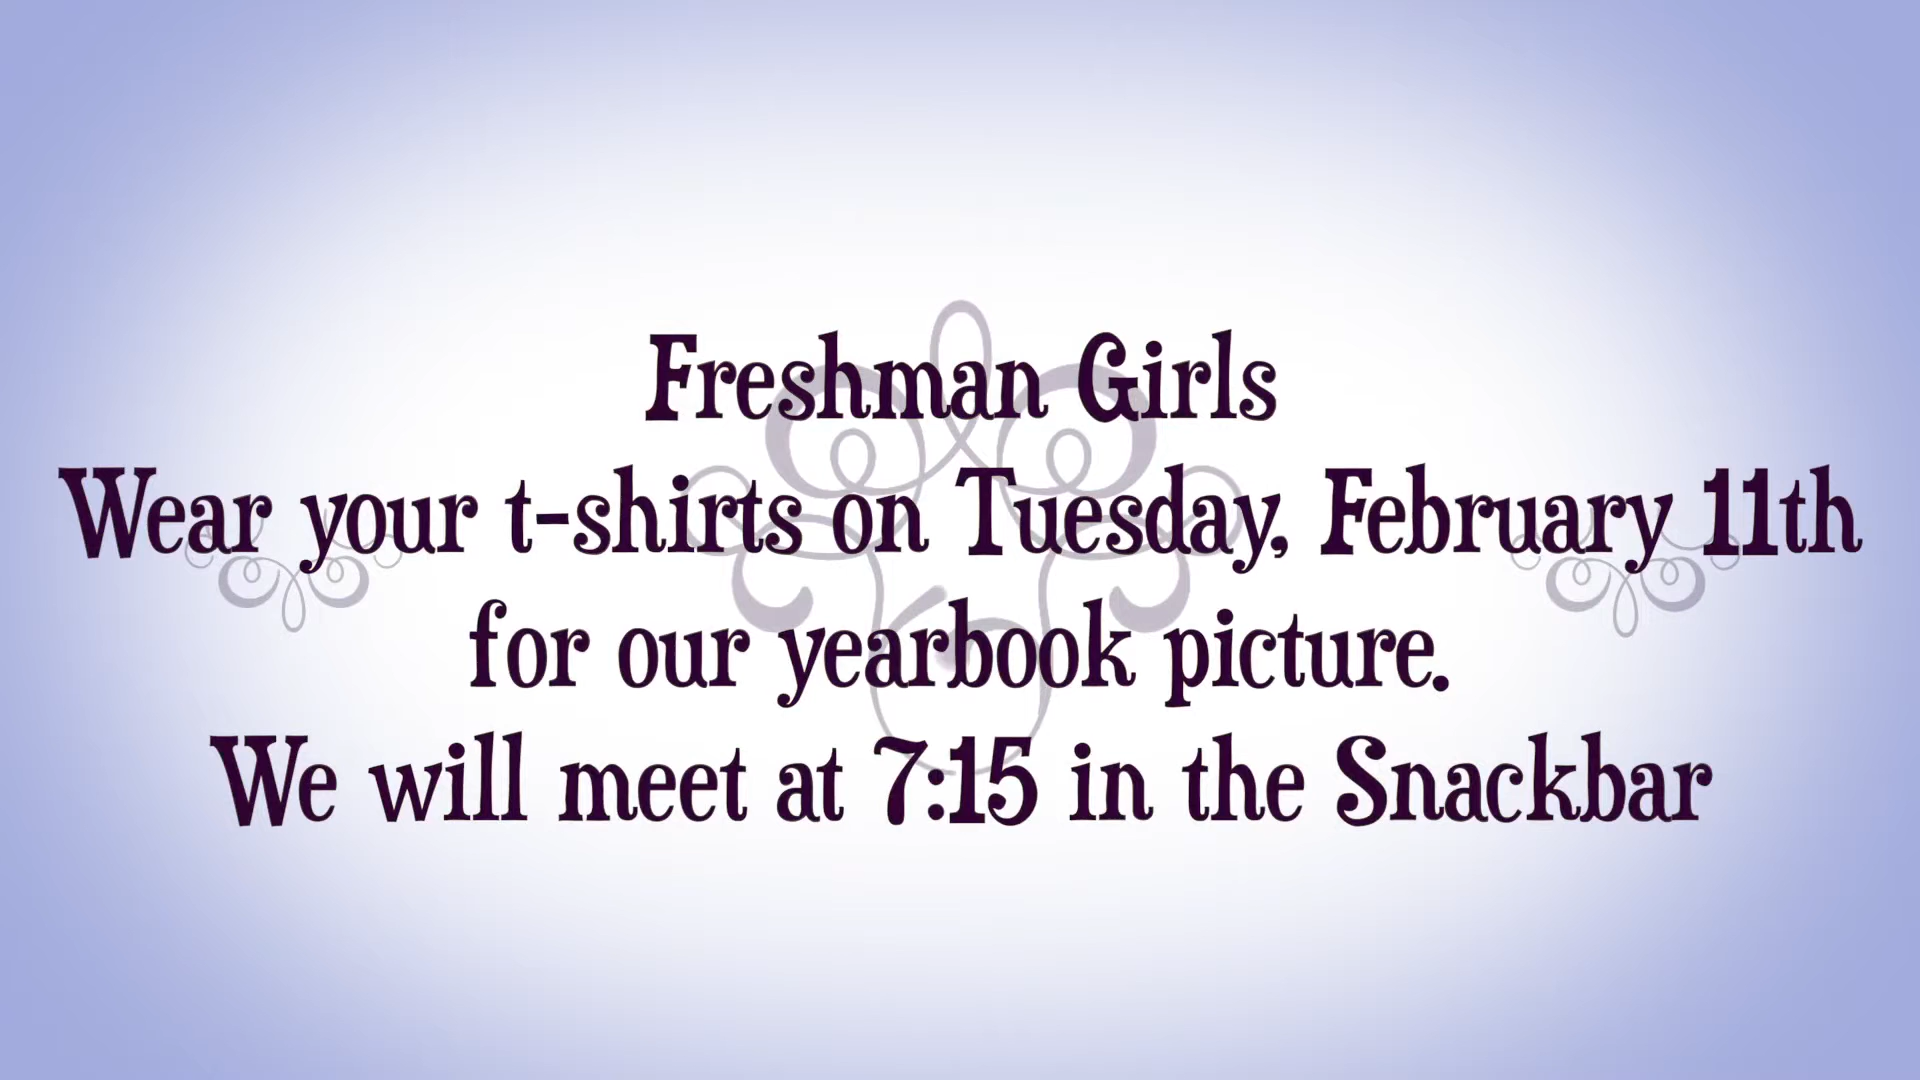 Freshman Girls
Wear your t-shirts on Tuesday, February 11th
for our yearbook picture.
We will meet at 7:15 in the Snackbar